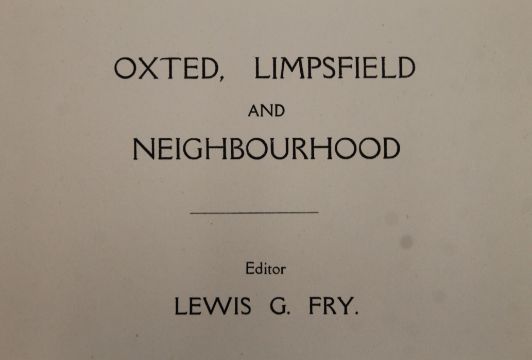 OXTED, LIMPSFIELD
AND
NEIGHBOURHOOD
Editor
LEWIS G. FRY.